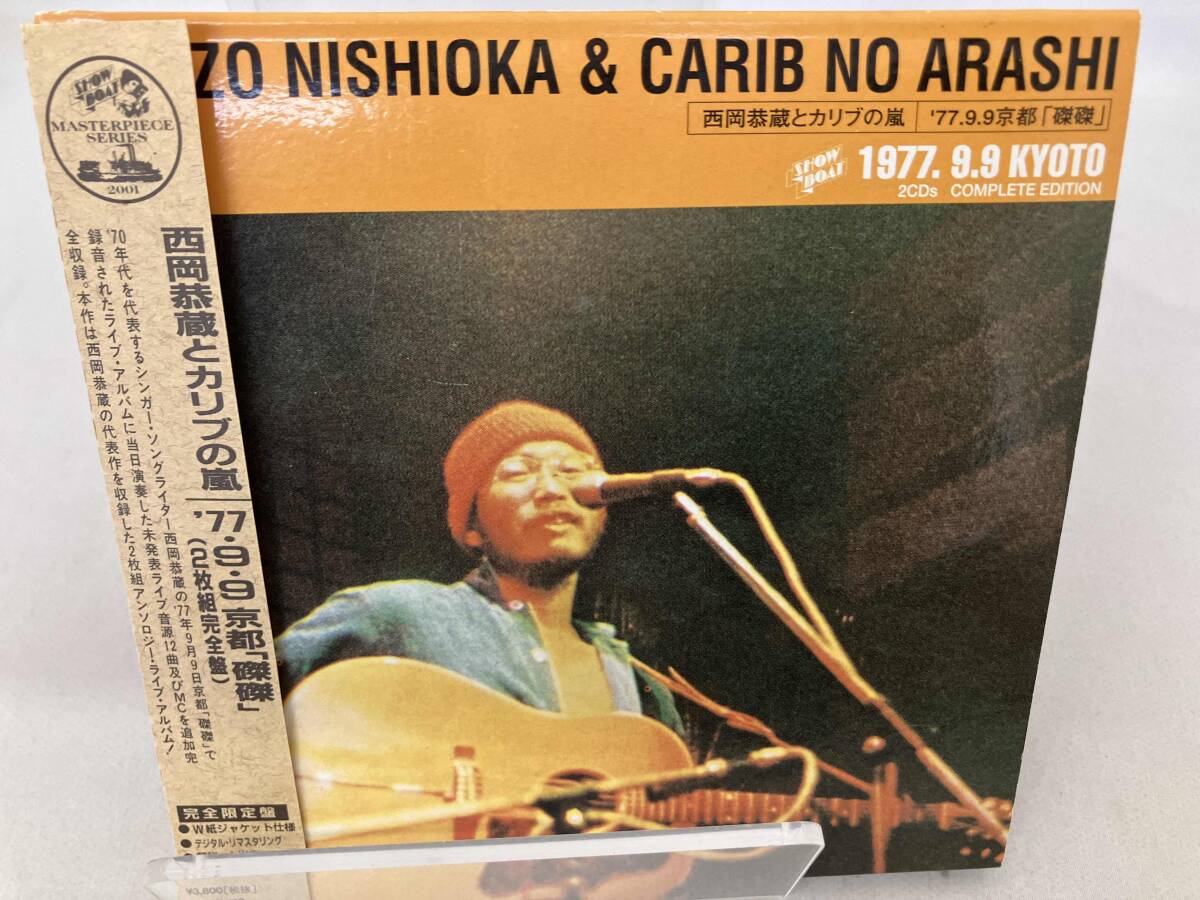 ZO NISHIOKA & CARIB NO ARASHI
西岡恭蔵とカリブの嵐 '77.9.9京都「磔磔」
SHOW BOAT
1977. 9.9 KYOTO
2CDs COMPLETE EDITION
SHOW BOAT
MASTERPIECE
SERIES
2001
西岡恭蔵とカリブの嵐/'77・9・9京都「磔磔」
(2枚組完全盤)
'70年代を代表するシンガー・ソングライター西岡恭蔵の'77年9月9日京都「磔磔」で
録音されたライブ・アルバムに当日演奏した未発表ライブ音源12曲及びMCを追加完
全収録。本作は西岡恭蔵の代表作を収録した2枚組アンソロジー・ライブ・アルバム!
完全限定盤
●W紙ジャケット仕様
●デジタル・リマスタリング